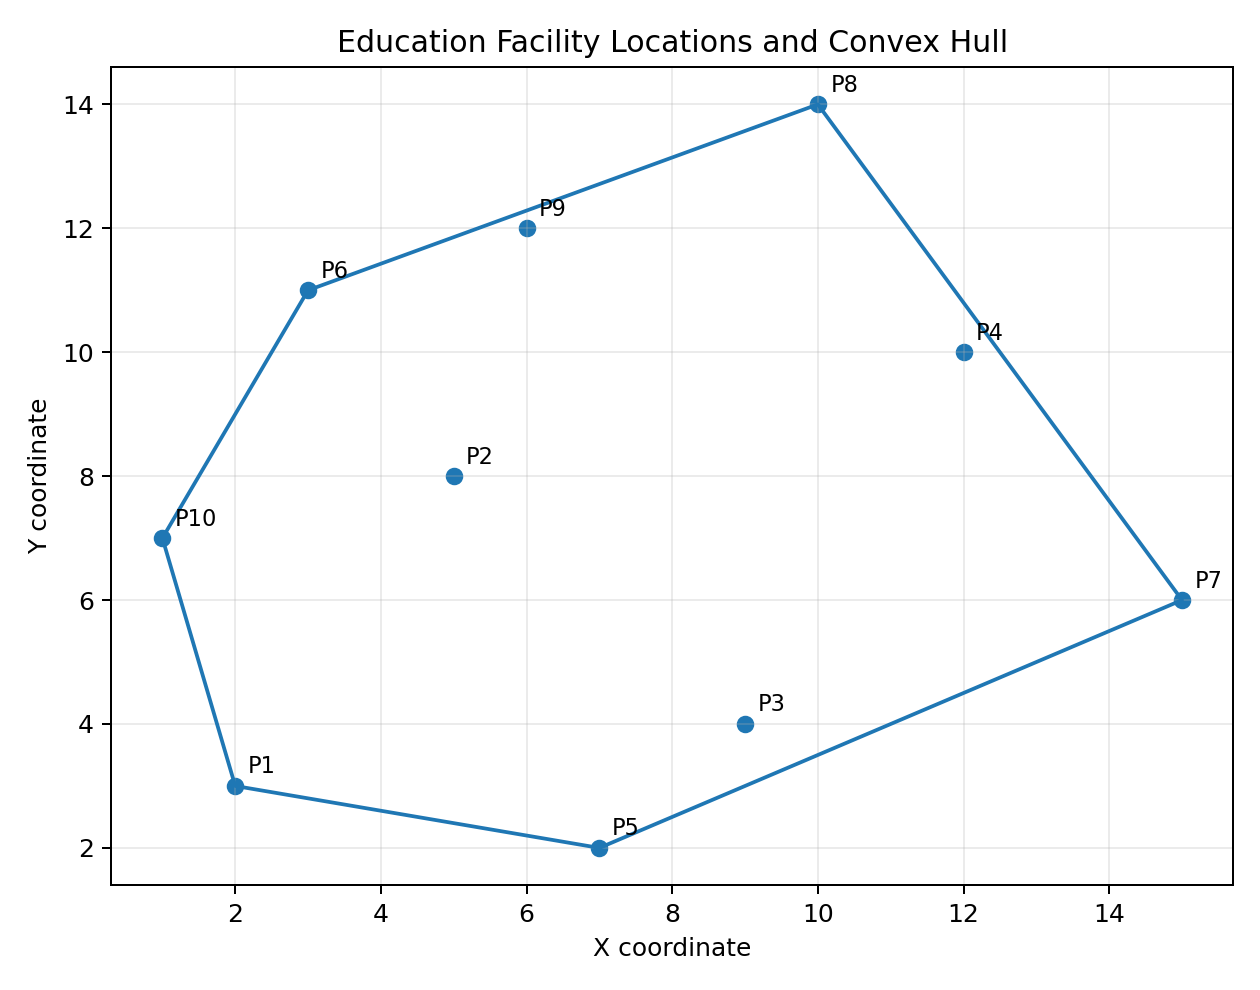 Education Facility Locations and Convex Hull
14
12
10
8
6
4
2
Y coordinate
P8
P9
P6
P4
P2
P10
P7
P3
P1
P5
2 4 6 8 10 12 14
X coordinate